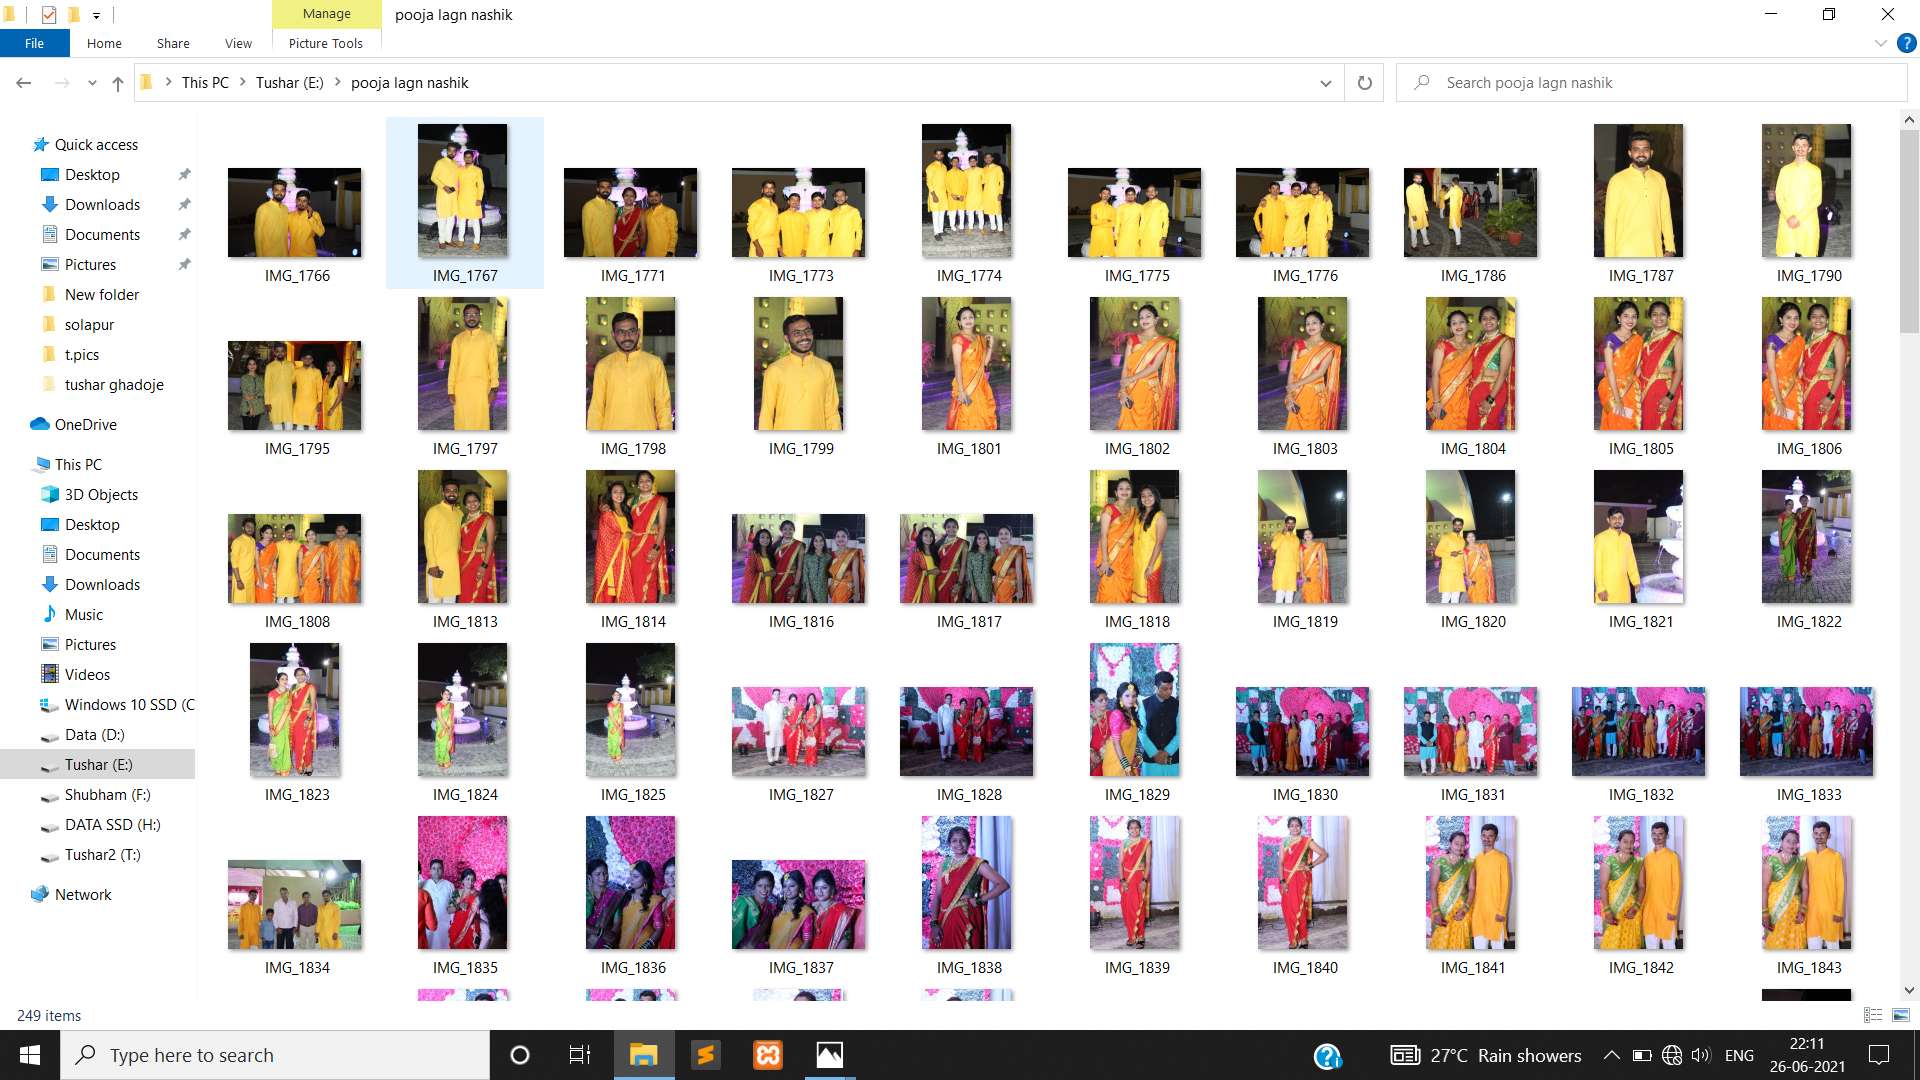 Manage
pooja lagn nashik
File
Home
Share
View
Picture Tools
?
This PC
Tushar (E:)
pooja lagn nashik
Search pooja lagn nashik
Quick access
Desktop
Downloads
Documents
Pictures
New folder
solapur
t.pics
tushar ghadoje
OneDrive
This PC
3D Objects
Desktop
Documents
Downloads
Music
Pictures
Videos
Windows 10 SSD (C
Data (D:)
Tushar (E:)
Shubham (F:)
DATA SSD (H:)
Tushar2 (T:)
Network
IMG_1766 IMG_1767 IMG_1771 IMG_1773 IMG_1774 IMG_1775 IMG_1776 IMG_1786 IMG_1787 IMG_1790
IMG_1795 IMG_1797 IMG_1798 IMG_1799 IMG_1801 IMG_1802 IMG_1803 IMG_1804 IMG_1805 IMG_1806
IMG_1808 IMG_1813 IMG_1814 IMG_1816 IMG_1817 IMG_1818 IMG_1819 IMG_1820 IMG_1821 IMG_1822
IMG_1823 IMG_1824 IMG_1825 IMG_1827 IMG_1828 IMG_1829 IMG_1830 IMG_1831 IMG_1832 IMG_1833
IMG_1834 IMG_1835 IMG_1836 IMG_1837 IMG_1838 IMG_1839 IMG_1840 IMG_1841 IMG_1842 IMG_1843
249 items
Type here to search
27°C Rain showers
ENG
22:11
26-06-2021